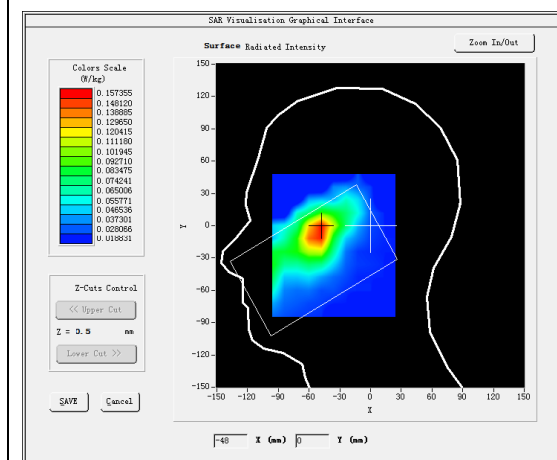 SAR Visualisation Graphical Interface
Surface Radiated Intensity
Zoom In/Out
Colors Scale
(W/kg)
0.157355
0.148120
0.138885
0.129650
0.120415
0.111180
0.101945
0.092710
0.083475
0.074241
0.065006
0.055771
0.046536
0.037301
0.028066
0.018831
150
120
90
60
30
0
-30
-60
-90
-120
-150
Y
-150 -120 -90 -60 -30 0 30 60 90 120 150
X
Z-Cuts Control
<< Upper Cut
Z = 0.5 mm
Lower Cut >>
SAVE Cancel
-48 X (mm) 0 Y (mm)